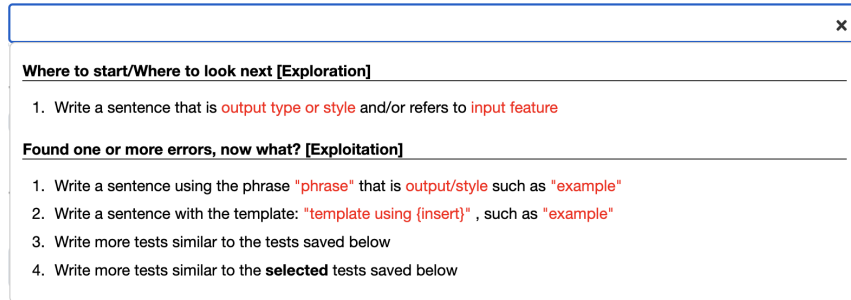 ×
Where to start/Where to look next [Exploration]
1. Write a sentence that is output type or style and/or refers to input feature
Found one or more errors, now what? [Exploitation]
1. Write a sentence using the phrase "phrase" that is output/style such as "example"
2. Write a sentence with the template: "template using {insert}" , such as "example"
3. Write more tests similar to the tests saved below
4. Write more tests similar to the selected tests saved below